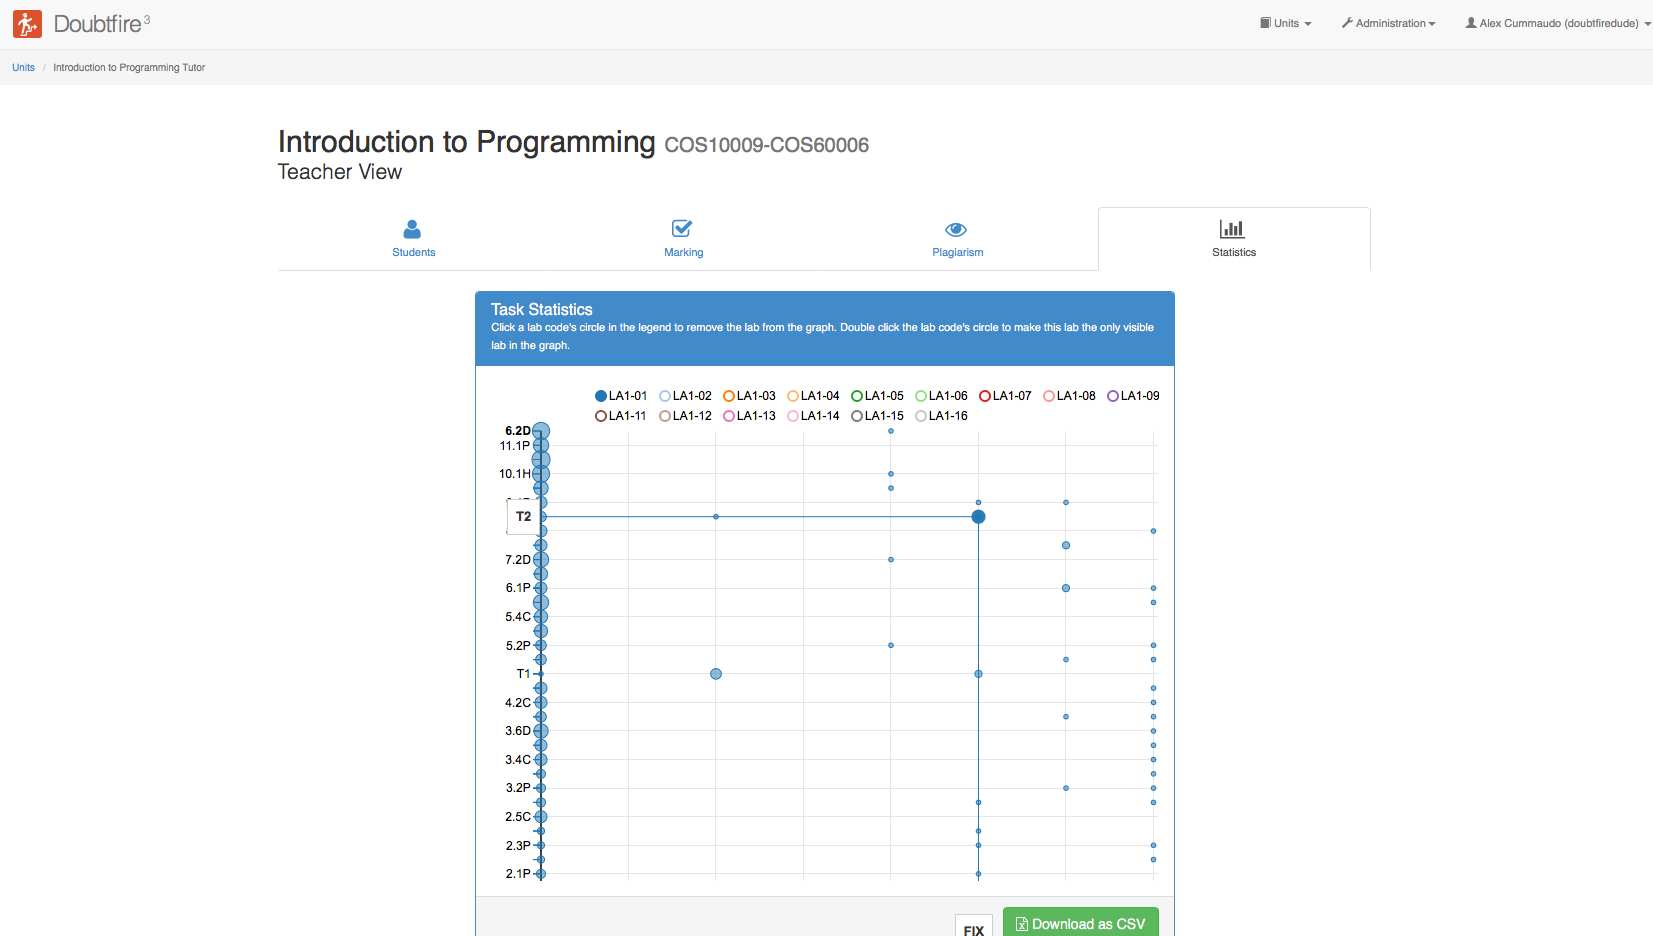 Doubtfire3
Units
Administration
Alex Cummaudo (doubtfiredude)
Units / Introduction to Programming Tutor
Introduction to Programming COS10009-COS60006
Teacher View
Students
Marking
Plagiarism
Statistics
Task Statistics
Click a lab code's circle in the legend to remove the lab from the graph. Double click the lab code's circle to make this lab the only visible
lab in the graph.
LA1-01 LA1-02 LA1-03 LA1-04 LA1-05 LA1-06 LA1-07 LA1-08 LA1-09
LA1-11 LA1-12 LA1-13 LA1-14 LA1-15 LA1-16
6.2D
11.1P
10.1H
T2
7.2D
6.1P
5.4C
5.2P
T1
4.2C
3.6D
3.4C
3.2P
2.5C
2.3P
2.1P
FIX
Download as CSV